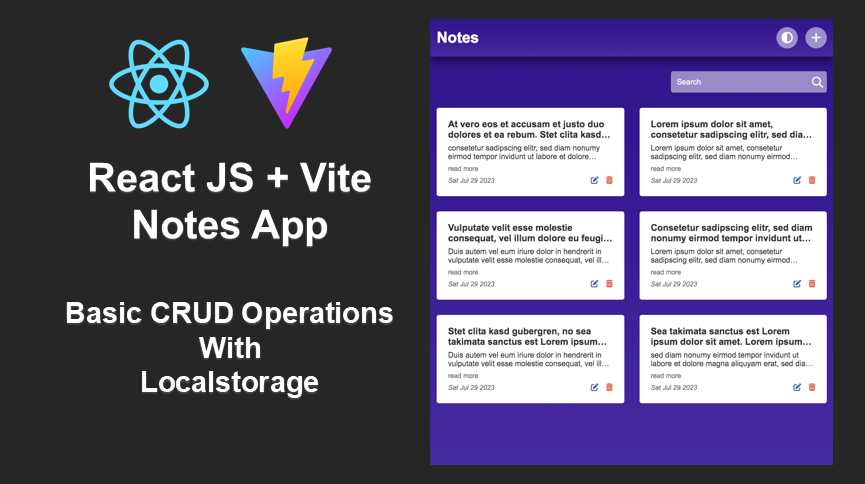 React JS + Vite
Notes App
Basic CRUD Operations
With
Localstorage
Notes
Search
At vero eos et accusam et justo duo
dolores et ea rebum. Stet clita kasd…
consetetur sadipscing elitr, sed diam nonumy
eirmod tempor invidunt ut labore et dolore…
read more
Sat Jul 29 2023
Lorem ipsum dolor sit amet,
consetetur sadipscing elitr, sed dia…
Lorem ipsum dolor sit amet, consetetur
sadipscing elitr, sed diam nonumy eirmod…
read more
Sat Jul 29 2023
Vulputate velit esse molestie
consequat, vel illum dolore eu feugi…
Duis autem vel eum iriure dolor in hendrerit in
vulputate velit esse molestie consequat, vel ill…
read more
Sat Jul 29 2023
Consetetur sadipscing elitr, sed diam
nonumy eirmod tempor invidunt ut…
Lorem ipsum dolor sit amet, consetetur
sadipscing elitr, sed diam nonumy eirmod…
read more
Sat Jul 29 2023
Stet clita kasd gubergren, no sea
takimata sanctus est Lorem ipsum…
Duis autem vel eum iriure dolor in hendrerit in
vulputate velit esse molestie consequat, vel ill…
read more
Sat Jul 29 2023
Sea takimata sanctus est Lorem
ipsum dolor sit amet. Lorem ipsum…
sed diam nonumy eirmod tempor invidunt ut
labore et dolore magna aliquyam erat, sed dia…
read more
Sat Jul 29 2023